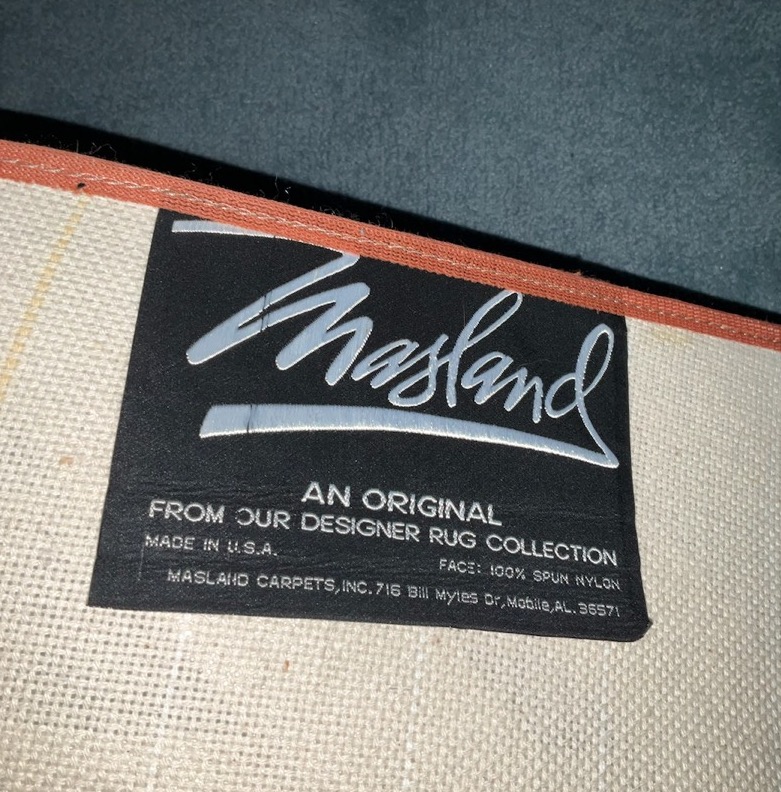 Masland
AN ORIGINAL
FROM OUR DESIGNER RUG COLLECTION
MADE IN U.S.A.
FACE: 100% SPUN NYLON
MASLAND CARPETS,INC. 716 Bill Myles Dr,Mobile,AL. 36571